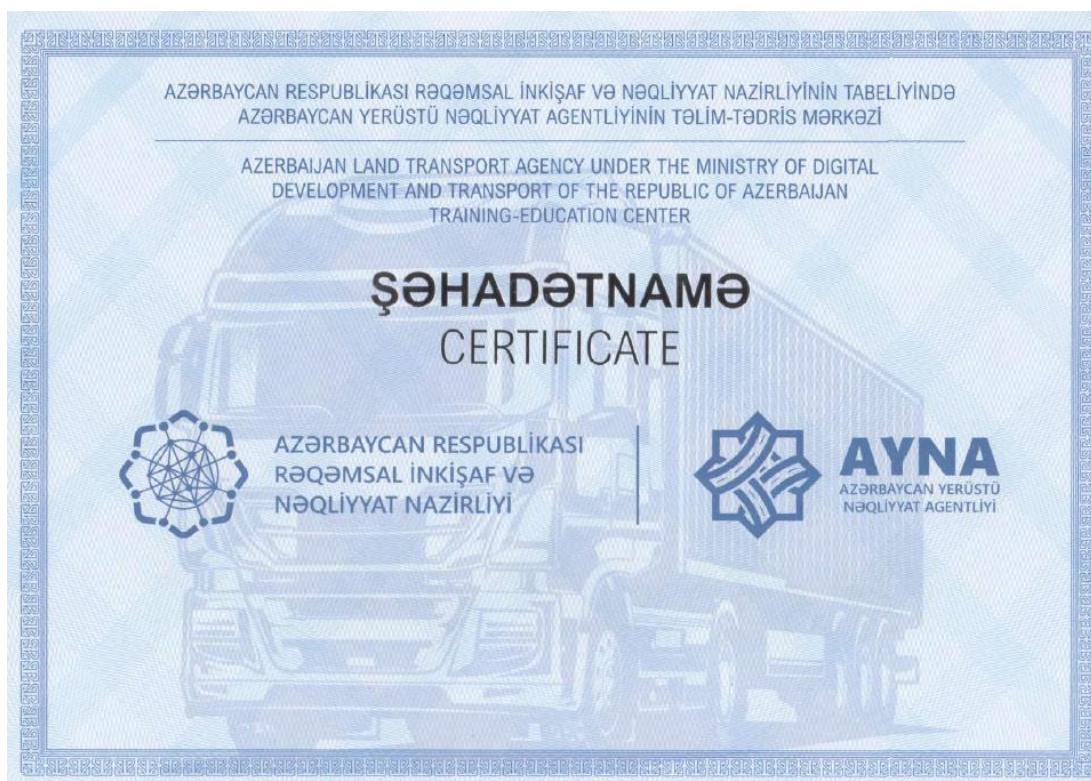 AZƏRBAYCAN RESPUBLİKASI RƏQƏMSAL İNKİŞAF VƏ NƏQLİYYAT NAZİRLİYİNİN TABELİYİNDƏ
AZƏRBAYCAN YERÜSTÜ NƏQLİYYAT AGENTLİYİNİN TƏLİM-TƏDRİS MƏRKƏZİ
AZERBAIJAN LAND TRANSPORT AGENCY UNDER THE MINISTRY OF DIGITAL
DEVELOPMENT AND TRANSPORT OF THE REPUBLIC OF AZERBAIJAN
TRAINING-EDUCATION CENTER
ŞƏHADƏTNAMƏ
CERTIFICATE
AZƏRBAYCAN RESPUBLİKASI
RƏQƏMSAL İNKİŞAF VƏ
NƏQLİYYAT NAZİRLİYİ
AYNA
AZƏRBAYCAN YERÜSTÜ
NƏQLİYYAT AGENTLİYİ